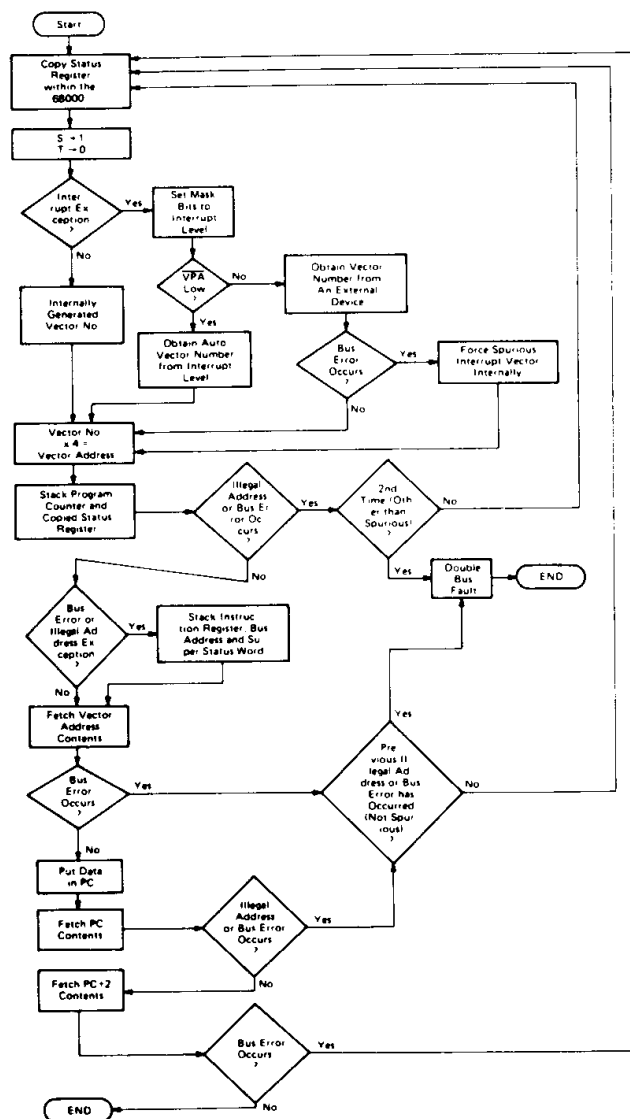 Start
Copy Status
Register
within the
68000
S → 1
T → 0
Inter
rupt Ex
ception
?
Yes
No
Set Mask
Bits to
Interrupt
Level
VPA
Low
?
No
Yes
Obtain Vector
Number from
An External
Device
Internally
Generated
Vector No
Obtain Auto
Vector Number
from Interrupt
Level
Bus
Error
Occurs
?
Yes
No
Force Spurious
Interrupt Vector
Internally
Vector No
x 4 =
Vector Address
Stack Program
Counter and
Copied Status
Register
Illegal
Address
or Bus Er
ror Oc
curs
?
Yes
No
2nd
Time (Oth
er than
Spurious)
?
No
Yes
Double
Bus
Fault
END
Bus
Error or
Illegal Ad
dress Ex
ception
?
Yes
No
Stack Instruc
tion Register, Bus
Address and Su
per Status Word
Fetch Vector
Address
Contents
Bus
Error
Occurs
?
Yes
No
Pre
vious Il
legal Ad
dress or Bus
Error has
Occurred
(Not Spur
ious)
?
Yes
No
Put Data
in PC
Fetch PC
Contents
Illegal
Address
or Bus Error
Occurs
?
Yes
No
Fetch PC+2
Contents
Bus Error
Occurs
?
Yes
No
END